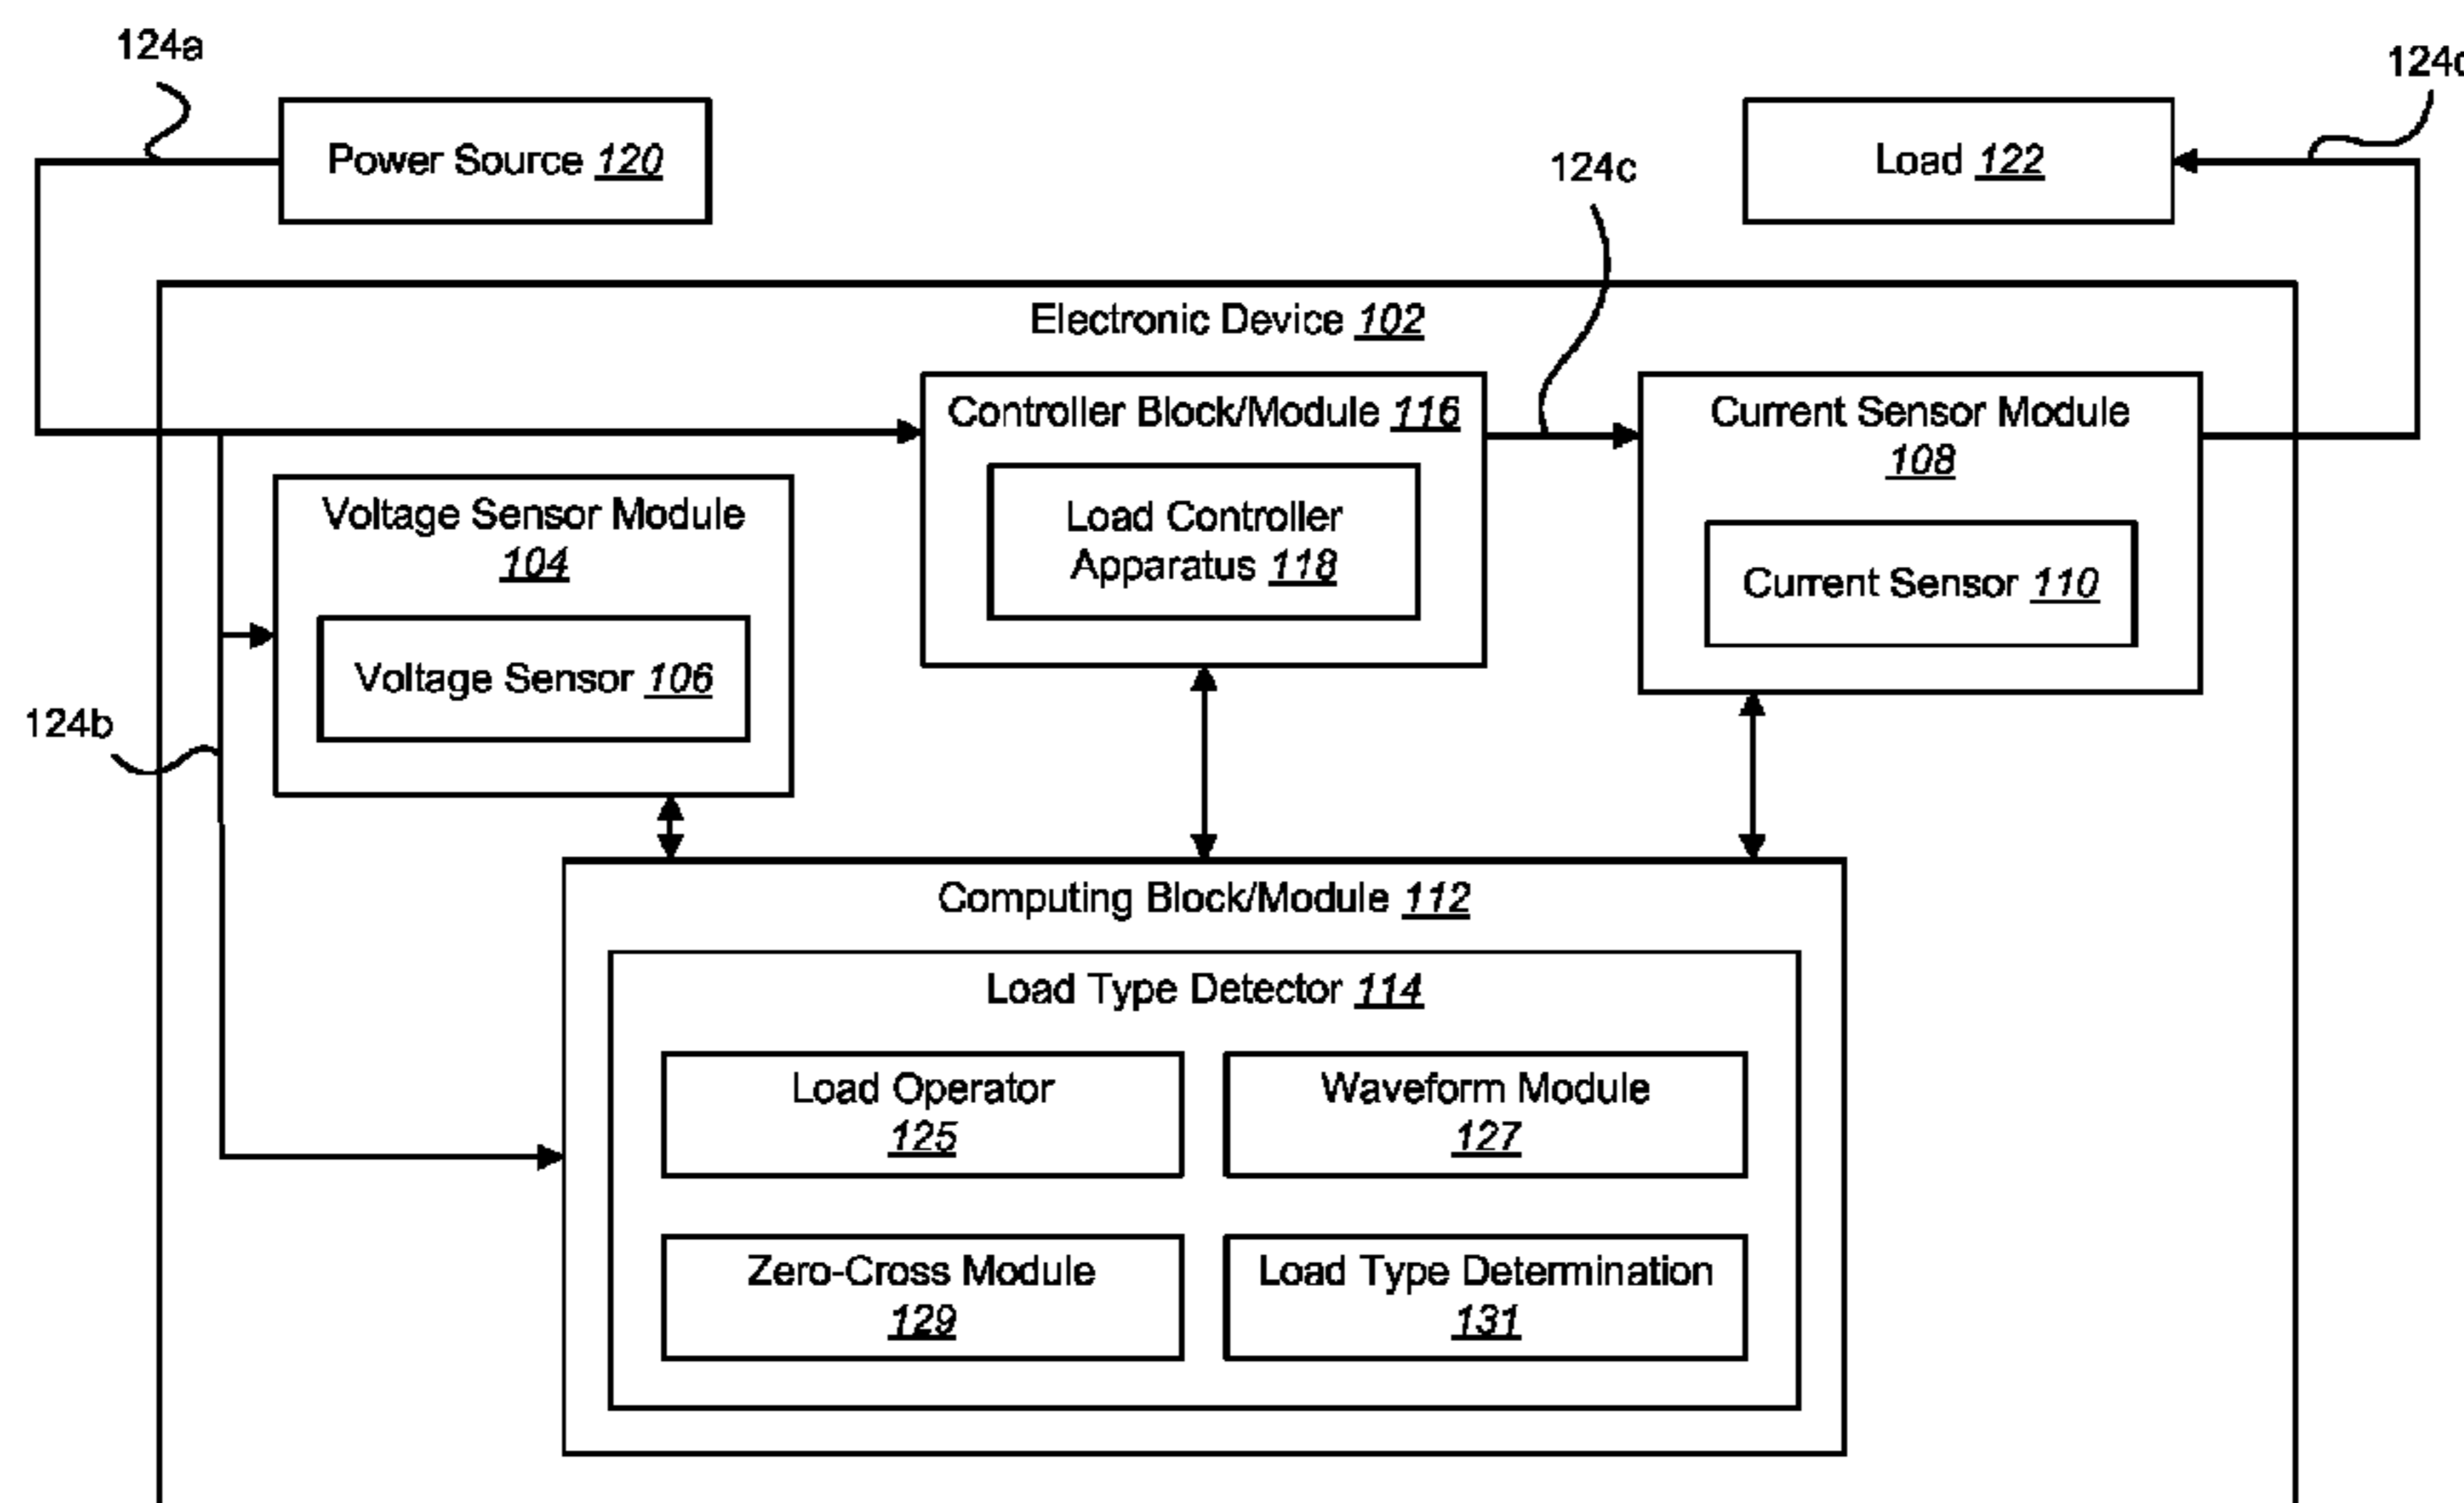 124a
Power Source 120
Load 122
124c
Electronic Device 102
Controller Block/Module 116
Load Controller
Apparatus 118
Current Sensor Module
108
Current Sensor 110
Voltage Sensor Module
104
Voltage Sensor 106
124b
Computing Block/Module 112
Load Type Detector 114
Load Operator
125
Waveform Module
127
Zero-Cross Module
129
Load Type Determination
131